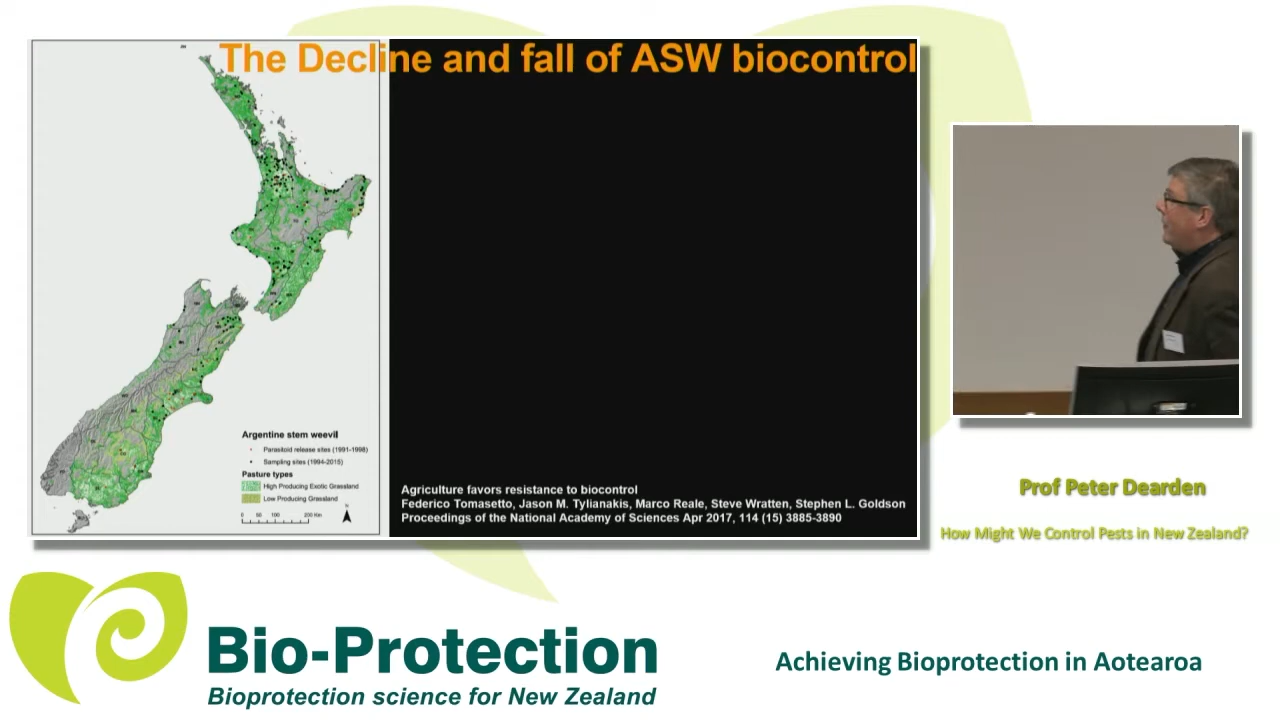 The Decline and fall of ASW biocontrol
Argentine stem weevil
Parasitoid release sites (1991-1998)
Sampling sites (1994-2015)
Pasture types
High Producing Exotic Grassland
Low Producing Grassland
0 50 100 200 Km
N
Agriculture favors resistance to biocontrol
Federico Tomasetto, Jason M. Tylianakis, Marco Reale, Steve Wratten, Stephen L. Goldson
Proceedings of the National Academy of Sciences Apr 2017, 114 (15) 3885-3890
Prof Peter Dearden
How Might We Control Pests in New Zealand?
Bio-Protection
Bioprotection science for New Zealand
Achieving Bioprotection in Aotearoa